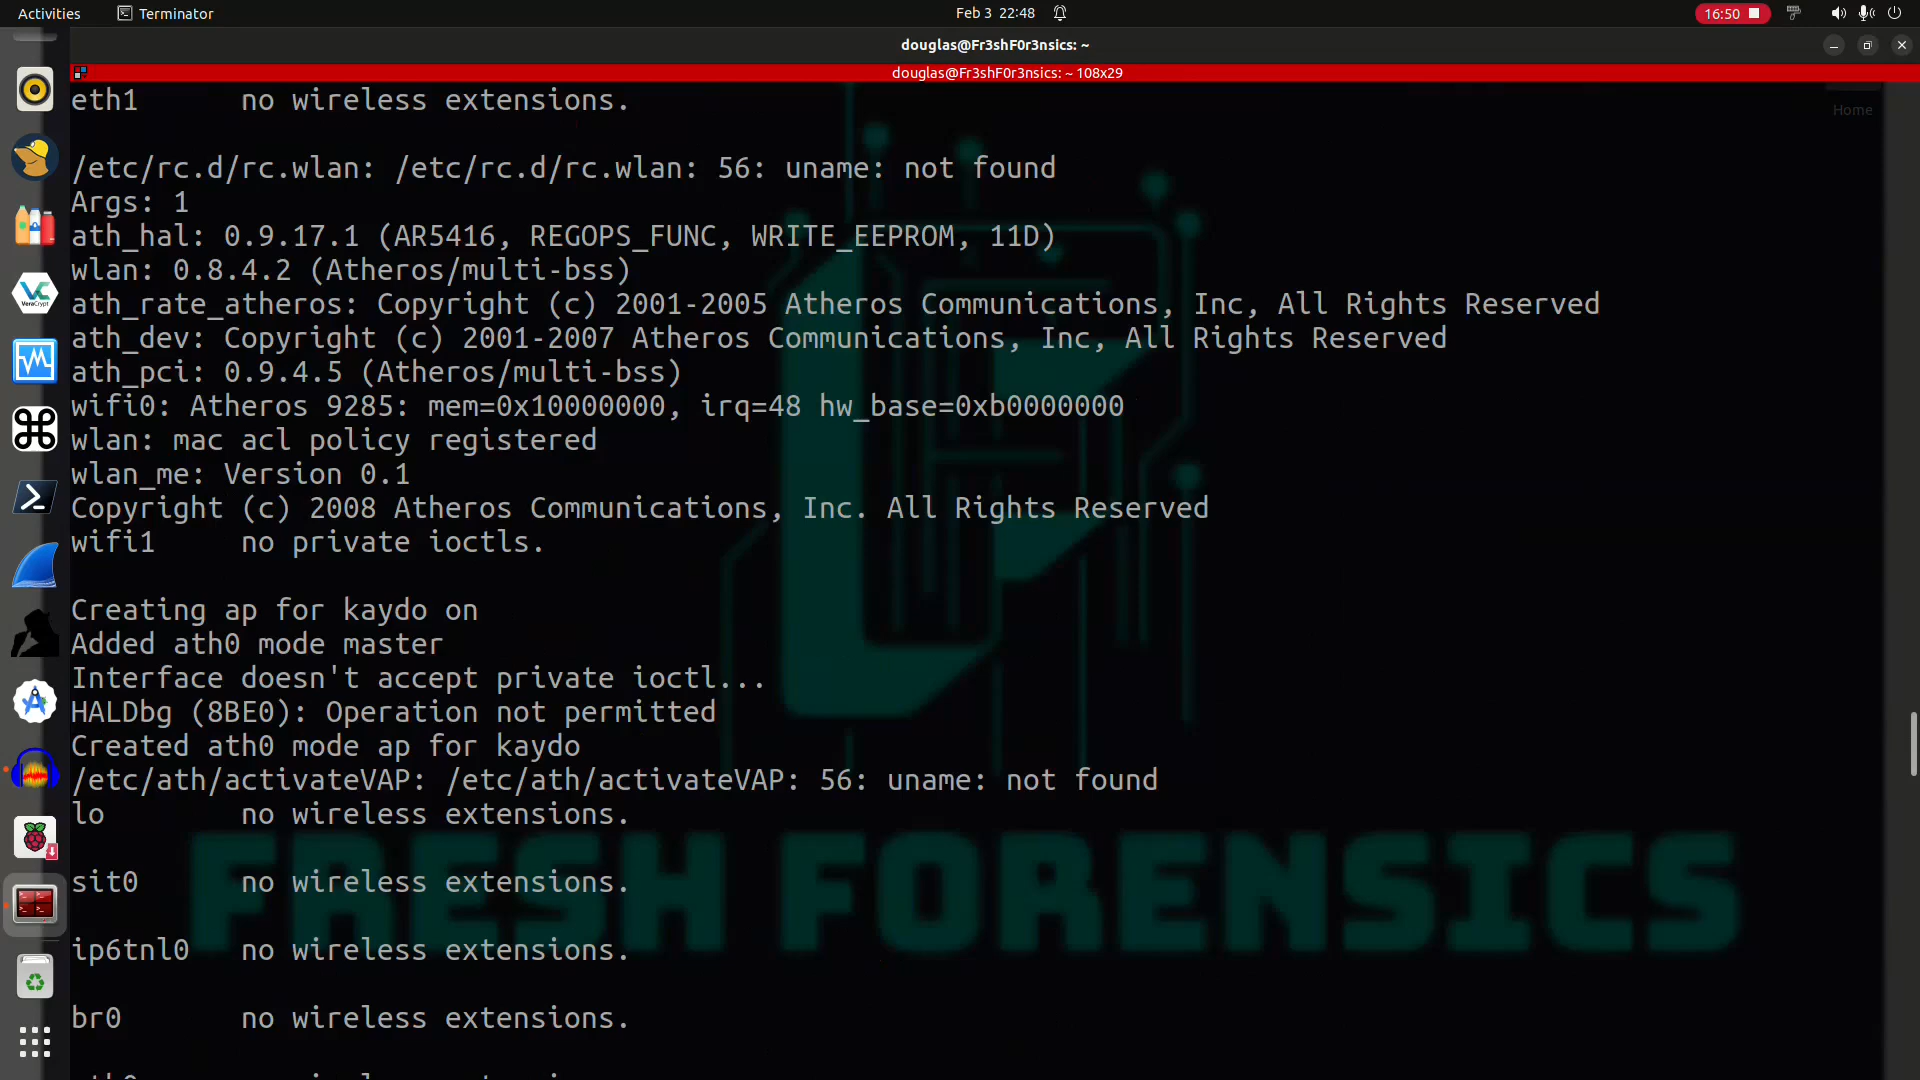 Activities
Terminator
Feb 3 22:48
16:50
douglas@Fr3shF0r3nsics: ~
douglas@Fr3shF0r3nsics: ~ 108x29
Home
eth1      no wireless extensions.
/etc/rc.d/rc.wlan: /etc/rc.d/rc.wlan: 56: uname: not found
Args: 1
ath_hal: 0.9.17.1 (AR5416, REGOPS_FUNC, WRITE_EEPROM, 11D)
wlan: 0.8.4.2 (Atheros/multi-bss)
ath_rate_atheros: Copyright (c) 2001-2005 Atheros Communications, Inc, All Rights Reserved
ath_dev: Copyright (c) 2001-2007 Atheros Communications, Inc, All Rights Reserved
ath_pci: 0.9.4.5 (Atheros/multi-bss)
wifi0: Atheros 9285: mem=0x10000000, irq=48 hw_base=0xb0000000
wlan: mac acl policy registered
wlan_me: Version 0.1
Copyright (c) 2008 Atheros Communications, Inc. All Rights Reserved
wifi1     no private ioctls.
Creating ap for kaydo on
Added ath0 mode master
Interface doesn't accept private ioctl...
HALDbg (8BE0): Operation not permitted
Created ath0 mode ap for kaydo
/etc/ath/activateVAP: /etc/ath/activateVAP: 56: uname: not found
lo        no wireless extensions.
FRESH FORENSICS
sit0      no wireless extensions.
ip6tnl0   no wireless extensions.
br0       no wireless extensions.
VC
VeraCrypt